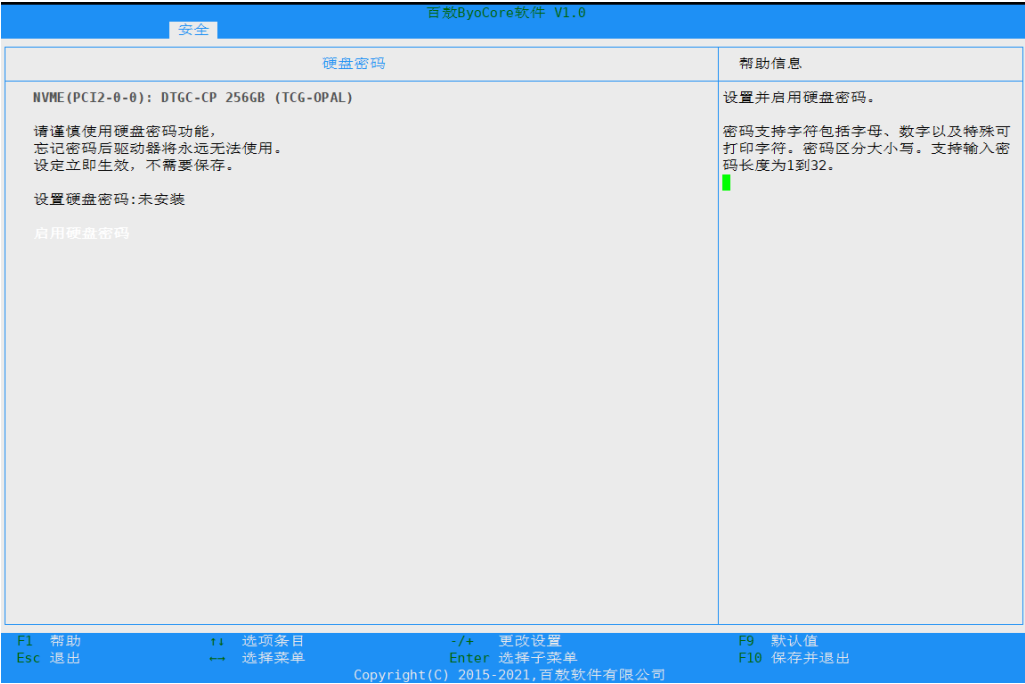 百敖ByoCore软件 V1.0
安全
硬盘密码
帮助信息
NVME(PCI2-0-0): DTGC-CP 256GB (TCG-OPAL)
请谨慎使用硬盘密码功能，
忘记密码后驱动器将永远无法使用。
设定立即生效，不需要保存。
设置硬盘密码:未安装
启用硬盘密码
设置并启用硬盘密码。
密码支持字符包括字母、数字以及特殊可
打印字符。密码区分大小写。支持输入密
码长度为1到32。
F1 帮助 ↑↓ 选项条目 -/+ 更改设置 F9 默认值
Esc 退出 ←→ 选择菜单 Enter 选择子菜单 F10 保存并退出
Copyright(C) 2015-2021,百敖软件有限公司